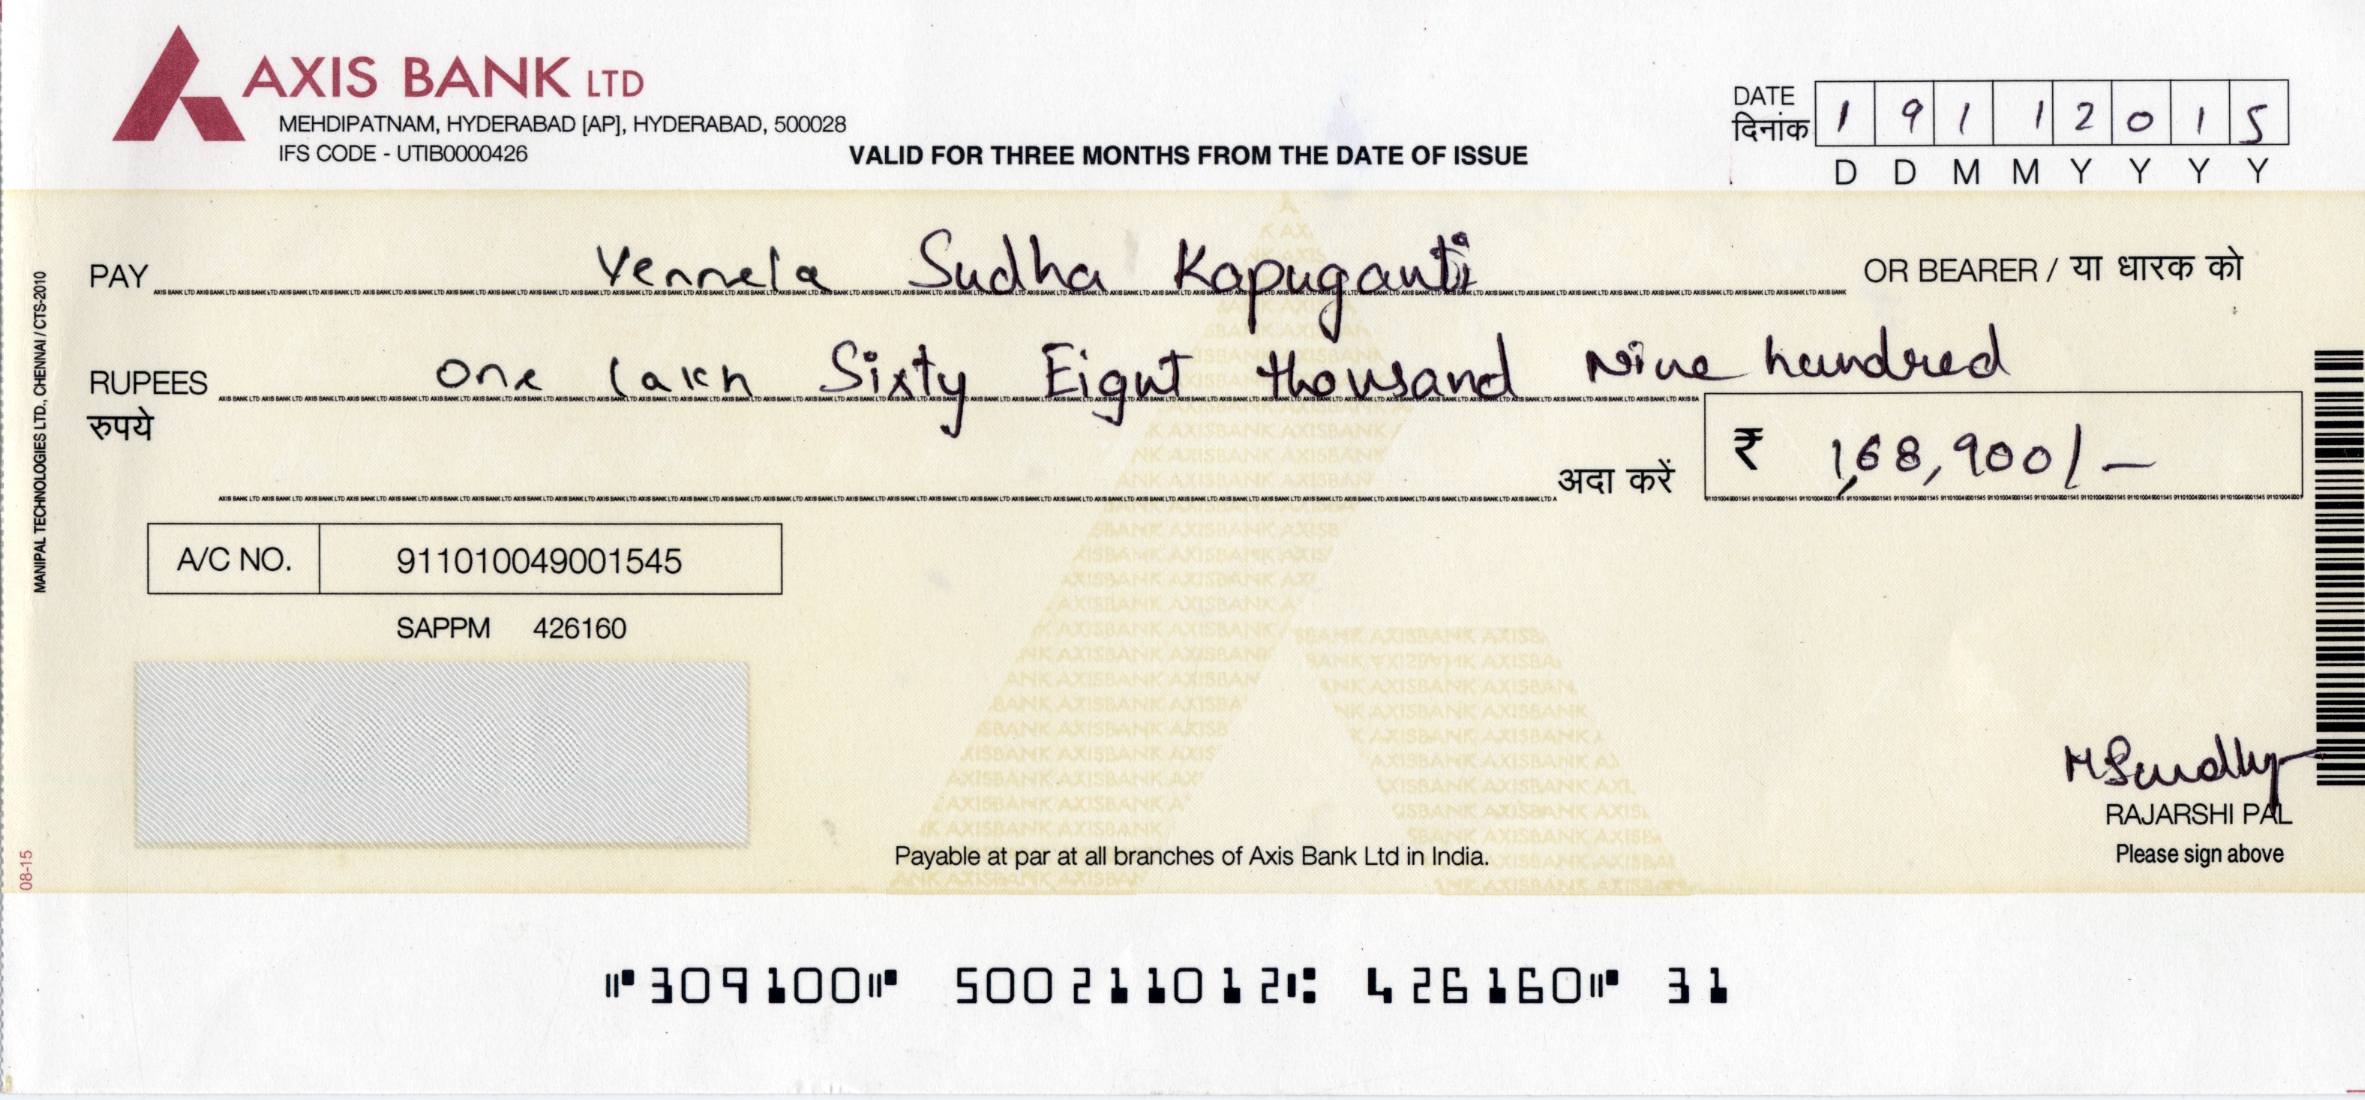 AXIS BANK LTD
MEHDIPATNAM, HYDERABAD [AP], HYDERABAD, 500028
IFS CODE - UTIB0000426
VALID FOR THREE MONTHS FROM THE DATE OF ISSUE
DATE
दिनांक
1 9 1 1 2 0 1 5
D D M M Y Y Y Y
PAY Vennela Sudha Kapuganti OR BEARER / या धारक को
RUPEES One lakh Sixty Eight thousand Nine hundred
रुपये
अदा करें ₹ 1,68,900/-
A/C NO. 911010049001545
SAPPM 426160
RAJARSHI PAL
Please sign above
Payable at par at all branches of Axis Bank Ltd in India.
MANIPAL TECHNOLOGIES LTD., CHENNAI / CTS-2010
08-15
⑈309100⑈ 500211012⑆ 426160⑈ 31